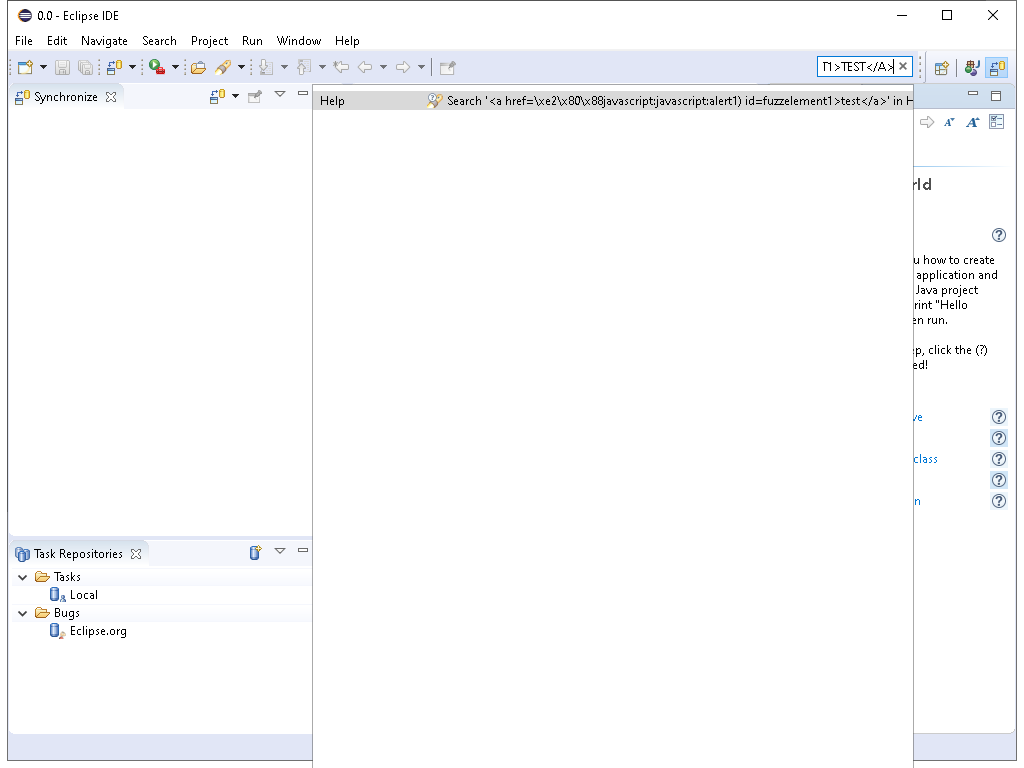 0.0 - Eclipse IDE
File Edit Navigate Search Project Run Window Help
1>TEST</A>
Synchronize
Help Search '<a href=\xe2\x80\x88javascript:javascript:alert1) id=fuzzelement1>test</a>' in H
rld
u how to create
application and
Java project
rint "Hello
en run.
ep, click the (?)
ed!
ve
class
n
Task Repositories
Tasks
Local
Bugs
Eclipse.org